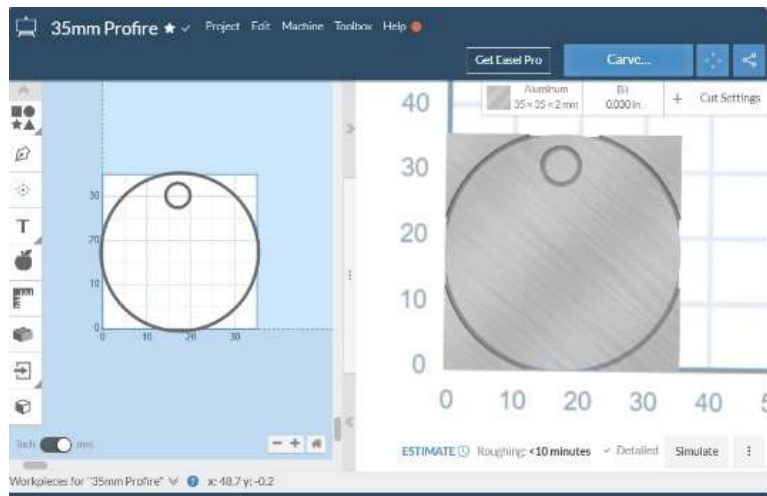 35mm Profire
Project Edit Machine Toolbox Help
Get Easel Pro
Carve...
Aluminum
35 × 35 × 2 mm
Bit
0.030 in.
+ Cut Settings
T
30
20
10
0
0 10 20 30
40
30
20
10
0
0 10 20 30 40
inch mm
ESTIMATE Roughing: <10 minutes Detailed Simulate
Workpieces for "35mm Profire" x: 48.7 y: -0.2